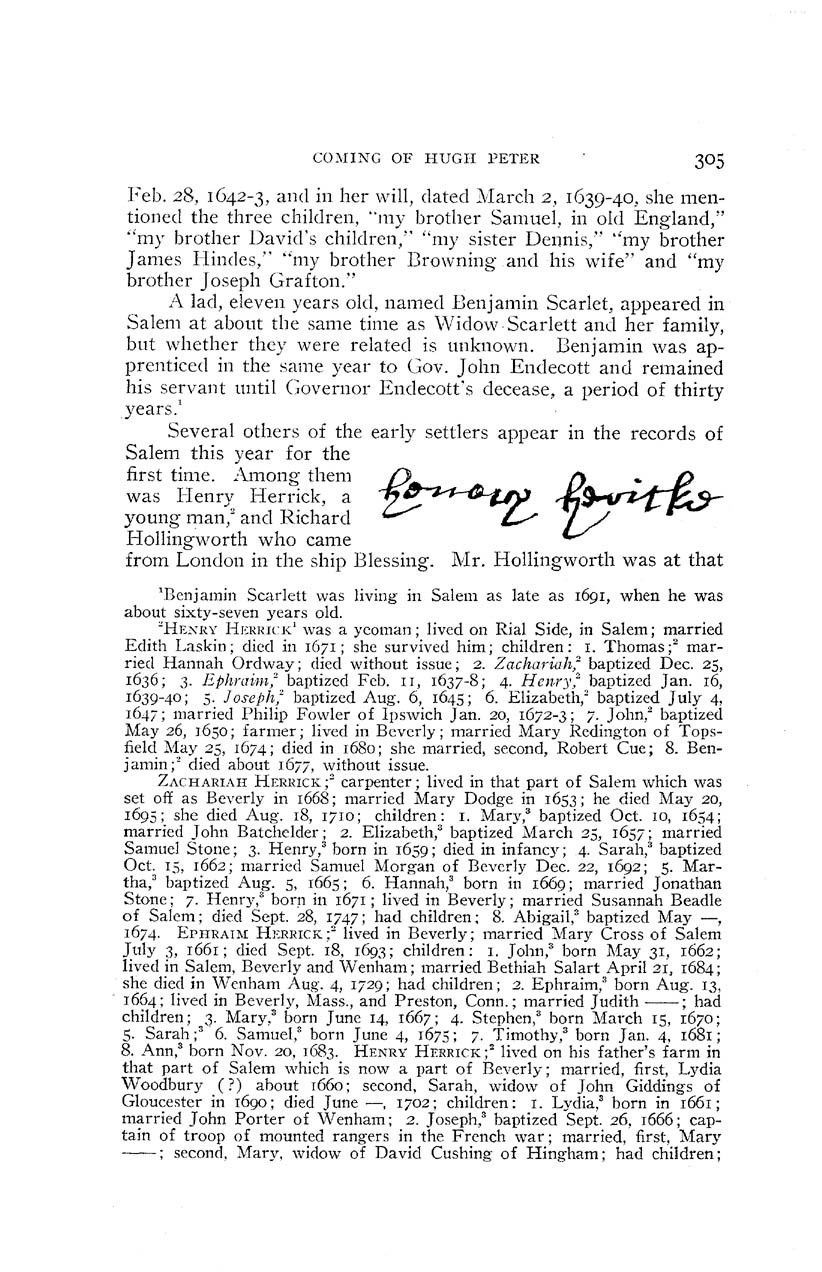 COMING OF HUGH PETER 305
Feb. 28, 1642-3, and in her will, dated March 2, 1639-40, she men-
tioned the three children, "my brother Samuel, in old England,"
"my brother David's children," "my sister Dennis," "my brother
James Hindes," "my brother Browning and his wife" and "my
brother Joseph Grafton."
A lad, eleven years old, named Benjamin Scarlet, appeared in
Salem at about the same time as Widow Scarlett and her family,
but whether they were related is unknown. Benjamin was ap-
prenticed in the same year to Gov. John Endecott and remained
his servant until Governor Endecott's decease, a period of thirty
years.¹
Several others of the early settlers appear in the records of
Salem this year for the
first time. Among them
was Henry Herrick, a
young man,² and Richard
Hollingworth who came
from London in the ship Blessing. Mr. Hollingworth was at that
¹Benjamin Scarlett was living in Salem as late as 1691, when he was
about sixty-seven years old.
²HENRY HERRICK¹ was a yeoman; lived on Rial Side, in Salem; married
Edith Laskin; died in 1671; she survived him; children: 1. Thomas;² mar-
ried Hannah Ordway; died without issue; 2. Zachariah,² baptized Dec. 25,
1636; 3. Ephraim,² baptized Feb. 11, 1637-8; 4. Henry,² baptized Jan. 16,
1639-40; 5. Joseph,² baptized Aug. 6, 1645; 6. Elizabeth,² baptized July 4,
1647; married Philip Fowler of Ipswich Jan. 20, 1672-3; 7. John,² baptized
May 26, 1650; farmer; lived in Beverly; married Mary Redington of Tops-
field May 25, 1674; died in 1680; she married, second, Robert Cue; 8. Ben-
jamin;² died about 1677, without issue.
ZACHARIAH HERRICK;² carpenter; lived in that part of Salem which was
set off as Beverly in 1668; married Mary Dodge in 1653; he died May 20,
1695; she died Aug. 18, 1710; children: 1. Mary,³ baptized Oct. 10, 1654;
married John Batchelder; 2. Elizabeth,³ baptized March 25, 1657; married
Samuel Stone; 3. Henry,³ born in 1659; died in infancy; 4. Sarah,³ baptized
Oct. 15, 1662; married Samuel Morgan of Beverly Dec. 22, 1692; 5. Mar-
tha,³ baptized Aug. 5, 1665; 6. Hannah,³ born in 1669; married Jonathan
Stone; 7. Henry,³ born in 1671; lived in Beverly; married Susannah Beadle
of Salem; died Sept. 28, 1747; had children; 8. Abigail,³ baptized May —,
1674. EPHRAIM HERRICK;² lived in Beverly; married Mary Cross of Salem
July 3, 1661; died Sept. 18, 1693; children: 1. John,³ born May 31, 1662;
lived in Salem, Beverly and Wenham; married Bethiah Salart April 21, 1684;
she died in Wenham Aug. 4, 1729; had children; 2. Ephraim,³ born Aug. 13,
1664; lived in Beverly, Mass., and Preston, Conn.; married Judith ——; had
children; 3. Mary,³ born June 14, 1667; 4. Stephen,³ born March 15, 1670;
5. Sarah;³ 6. Samuel,³ born June 4, 1675; 7. Timothy,³ born Jan. 4, 1681;
8. Ann,³ born Nov. 20, 1683. HENRY HERRICK;² lived on his father's farm in
that part of Salem which is now a part of Beverly; married, first, Lydia
Woodbury (?) about 1660; second, Sarah, widow of John Giddings of
Gloucester in 1690; died June —, 1702; children: 1. Lydia,³ born in 1661;
married John Porter of Wenham; 2. Joseph,³ baptized Sept. 26, 1666; cap-
tain of troop of mounted rangers in the French war; married, first, Mary
——; second, Mary, widow of David Cushing of Hingham; had children;